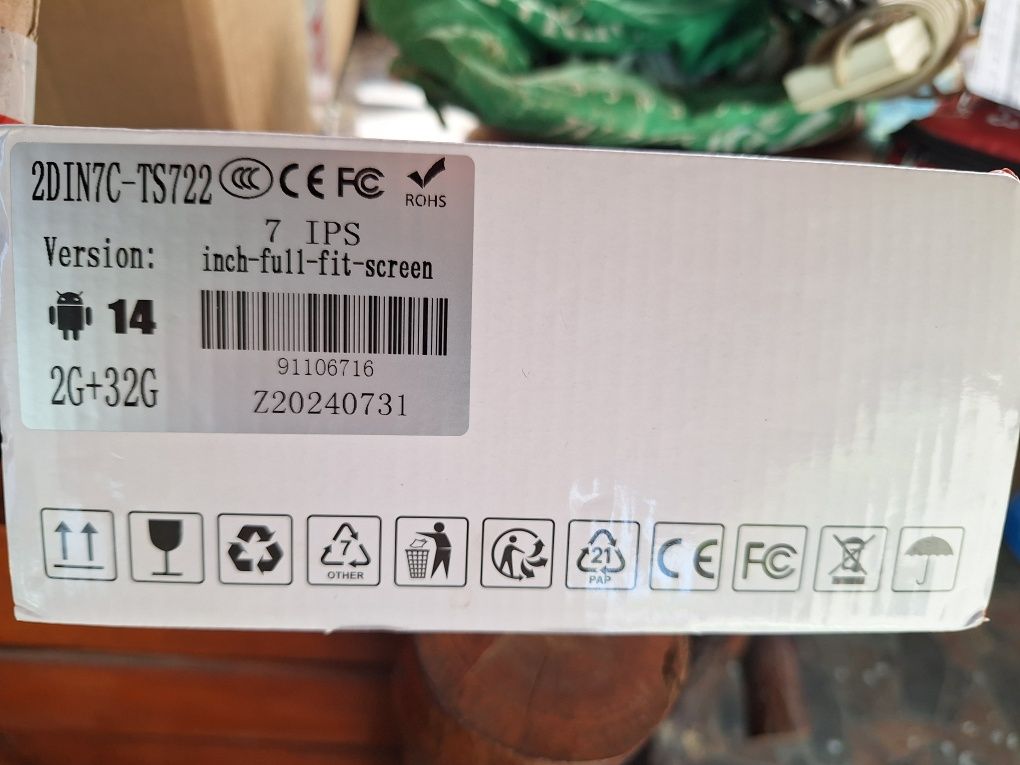 2DIN7C-TS722 CCC CE FC ROHS
7 IPS
Version: inch-full-fit-screen
14
91106716
2G+32G
Z20240731
7
OTHER
21
PAP
CE
FC